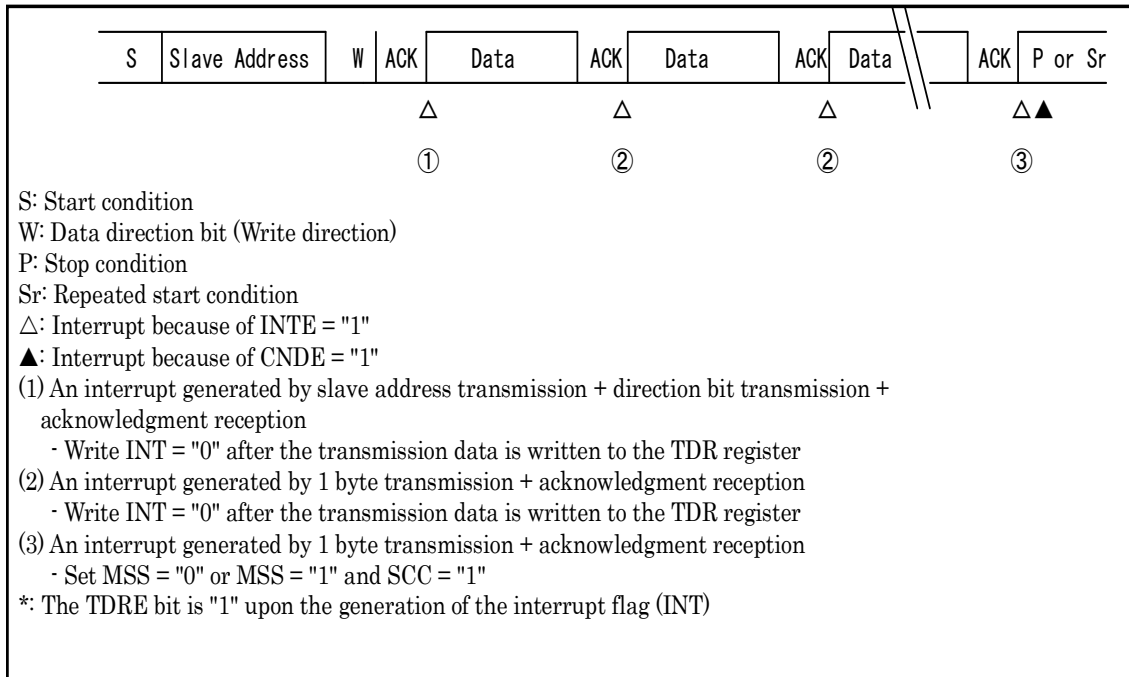 S Slave Address W ACK Data ACK Data ACK Data ACK P or Sr
△ △ △ △▲
① ② ② ③
S: Start condition
W: Data direction bit (Write direction)
P: Stop condition
Sr: Repeated start condition
△: Interrupt because of INTE = "1"
▲: Interrupt because of CNDE = "1"
(1) An interrupt generated by slave address transmission + direction bit transmission +
acknowledgment reception
- Write INT = "0" after the transmission data is written to the TDR register
(2) An interrupt generated by 1 byte transmission + acknowledgment reception
- Write INT = "0" after the transmission data is written to the TDR register
(3) An interrupt generated by 1 byte transmission + acknowledgment reception
- Set MSS = "0" or MSS = "1" and SCC = "1"
*: The TDRE bit is "1" upon the generation of the interrupt flag (INT)